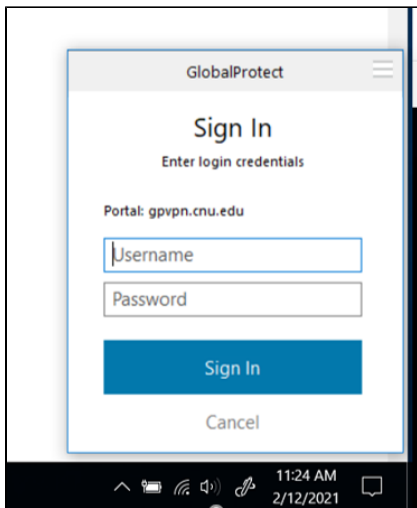 GlobalProtect
Sign In
Enter login credentials
Portal: gpvpn.cnu.edu
Username
Password
Sign In
Cancel
11:24 AM
2/12/2021